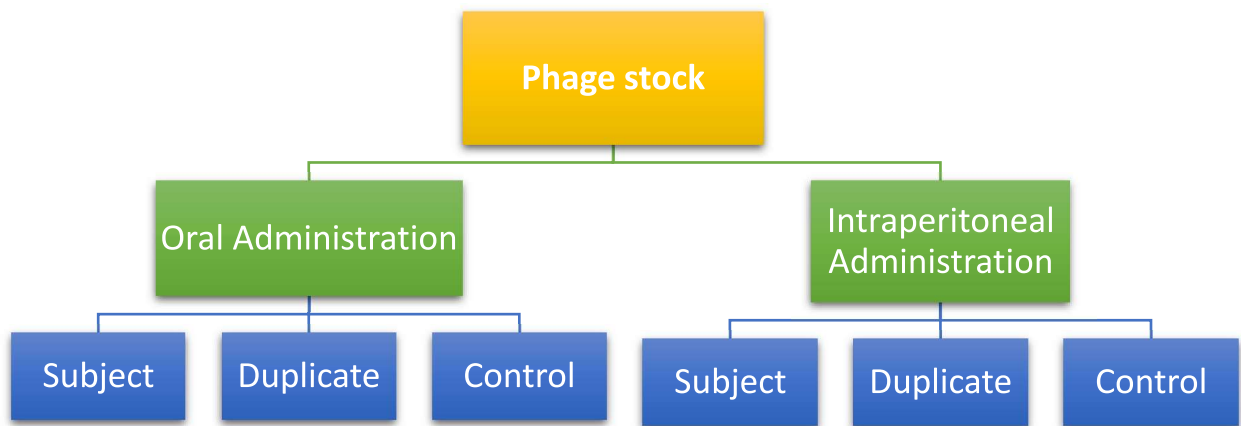 Phage stock
Oral Administration
Intraperitoneal
Administration
Subject
Duplicate
Control
Subject
Duplicate
Control